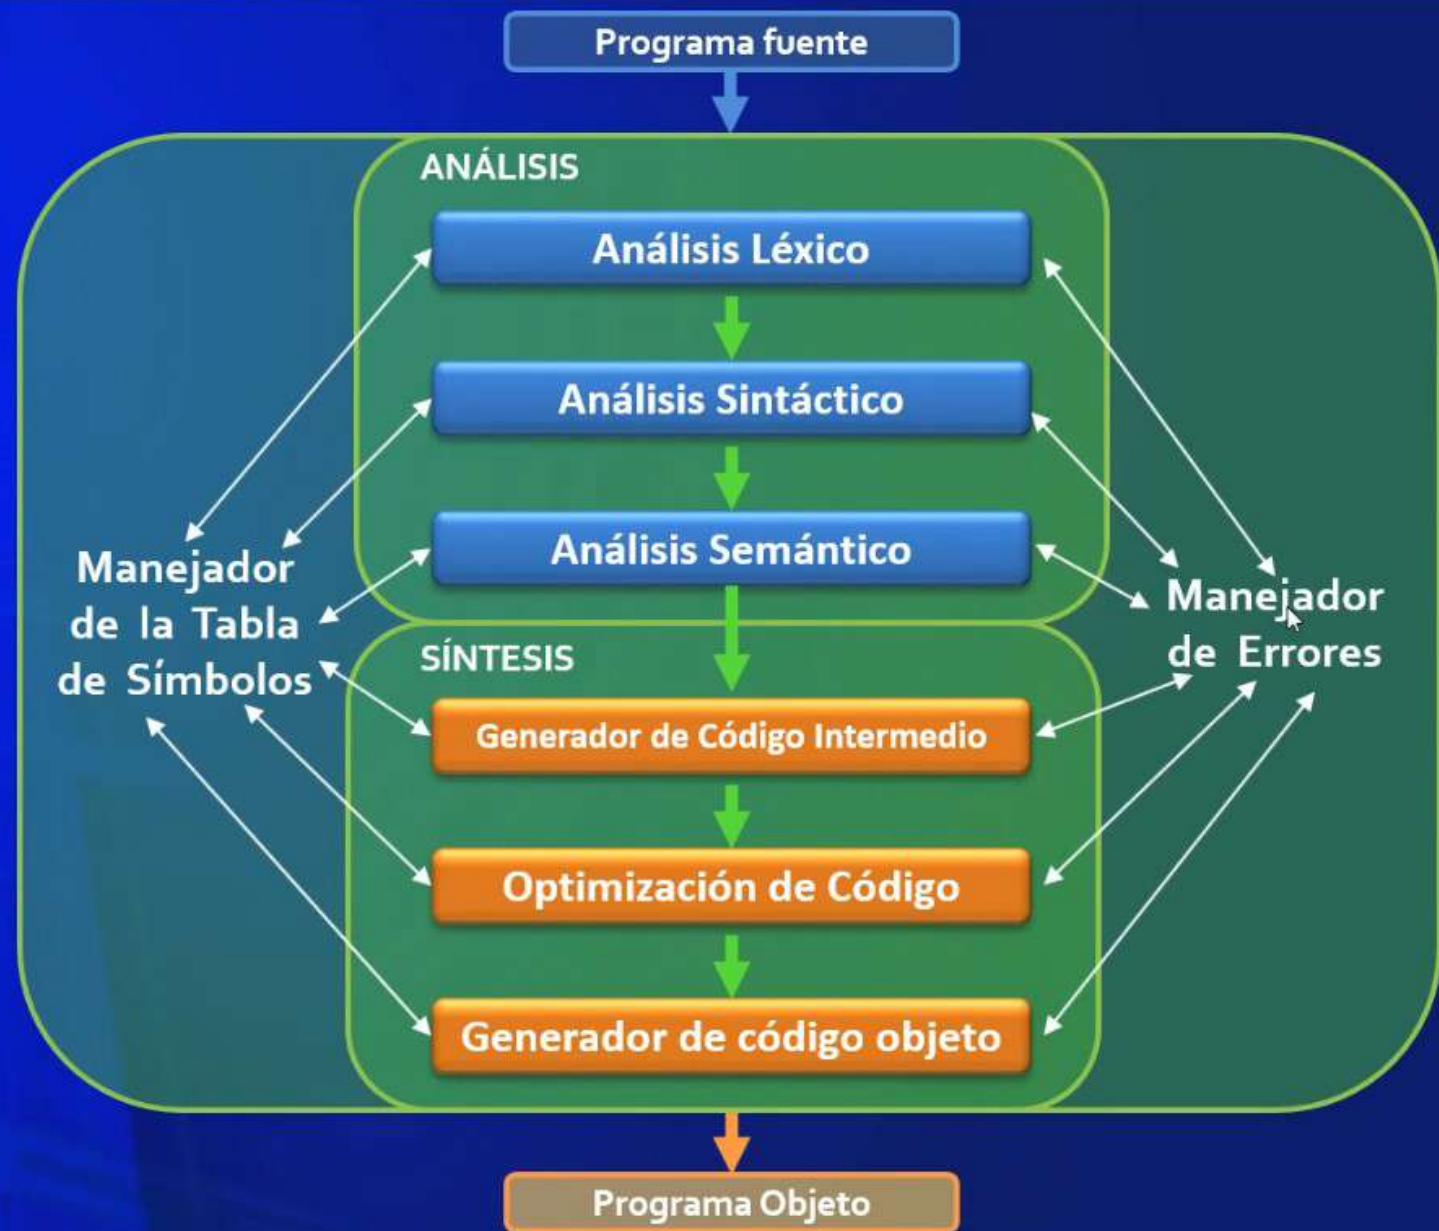 Programa fuente
ANÁLISIS
Análisis Léxico
Análisis Sintáctico
Análisis Semántico
Manejador
de la Tabla
de Símbolos
Manejador
de Errores
SÍNTESIS
Generador de Código Intermedio
Optimización de Código
Generador de código objeto
Programa Objeto